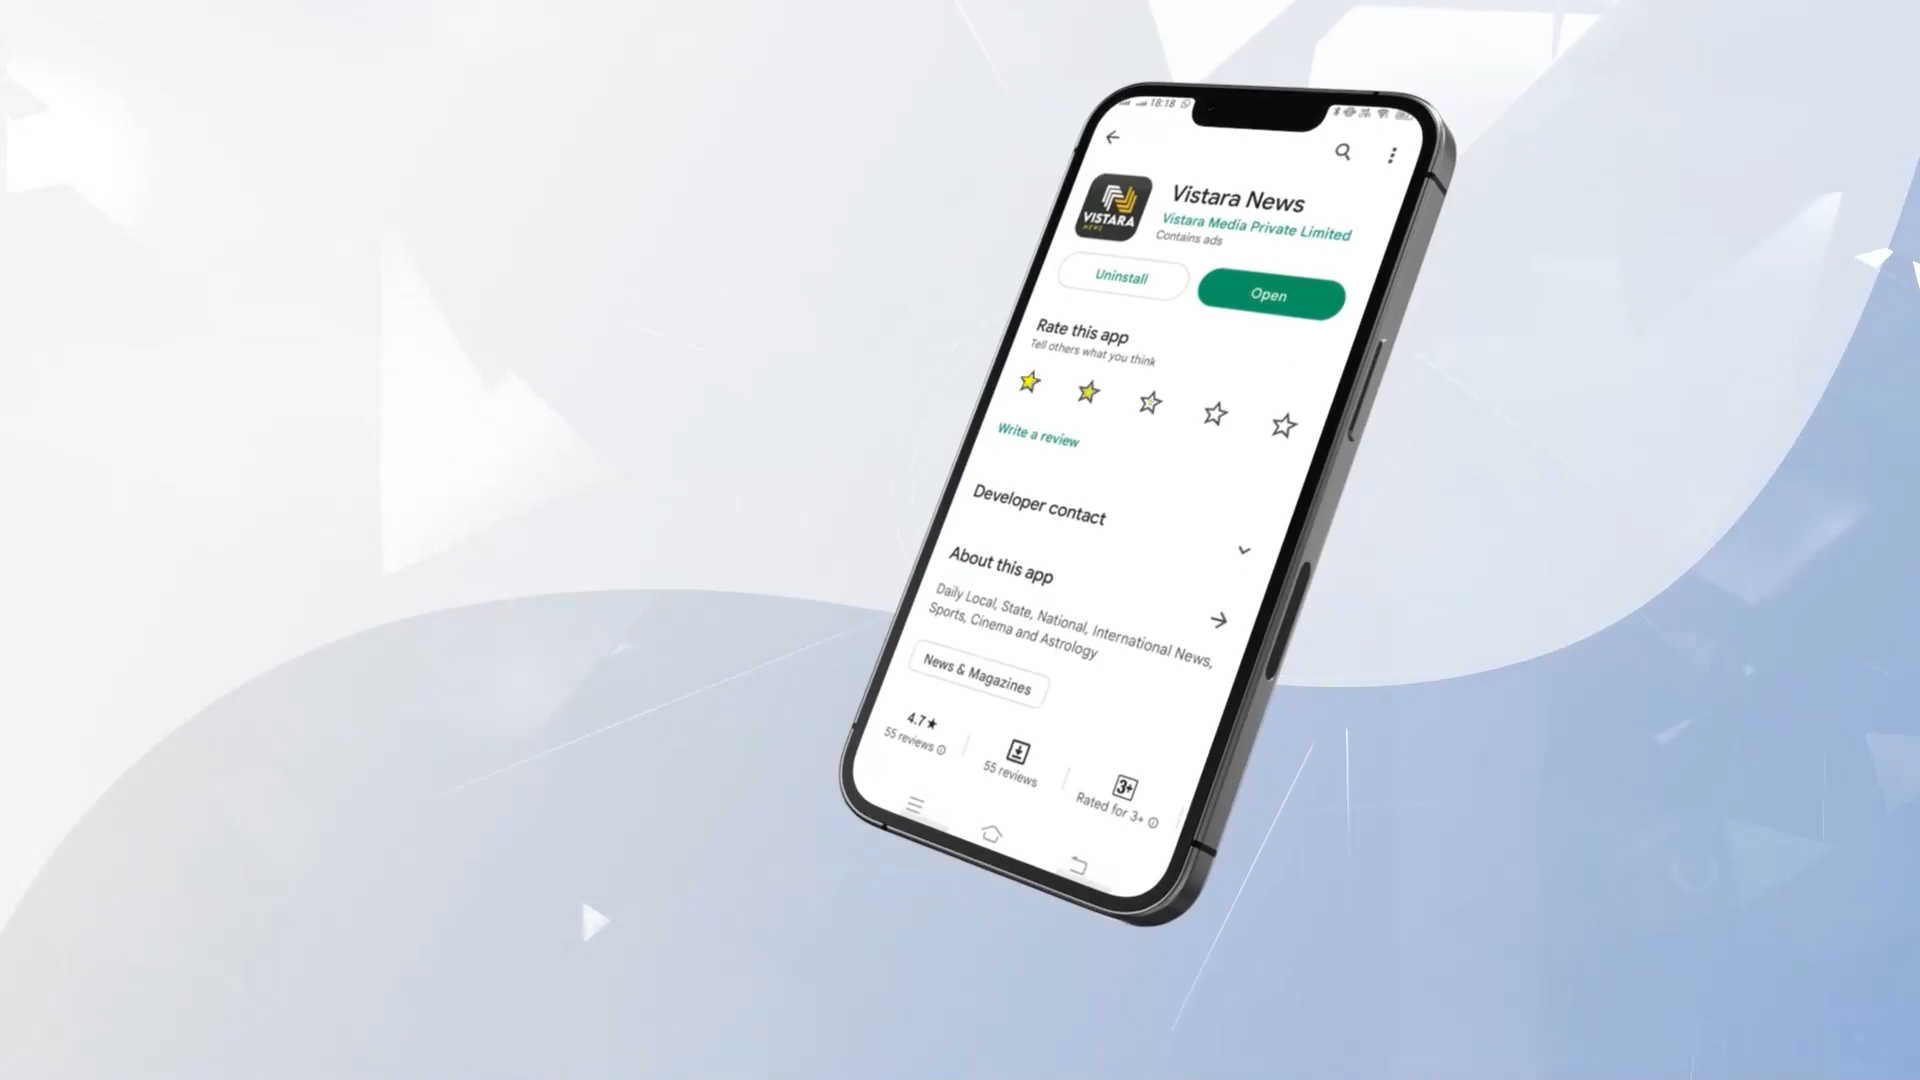 18:18
VISTARA
NEWS
Vistara News
Vistara Media Private Limited
Contains ads
Uninstall
Open
Rate this app
Tell others what you think
Write a review
Developer contact
About this app
Daily Local, State, National, International News,
Sports, Cinema and Astrology
News & Magazines
4.7★
55 reviews
55 reviews
3+
Rated for 3+